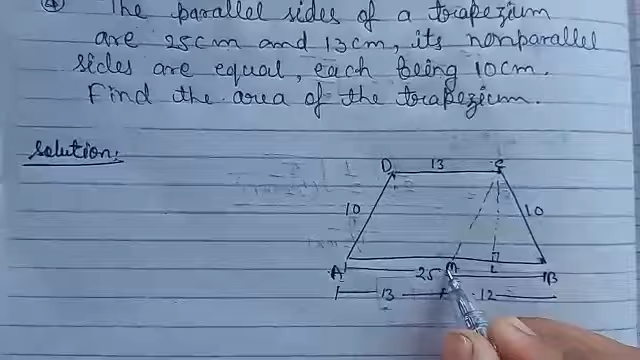 ④ The parallel sides of a trapezium
are 25cm and 13cm, its nonparallel
sides are equal, each being 10cm.
Find the area of the trapezium.
Solution:
D 13 C
10 10
A 25 M L B
13 12